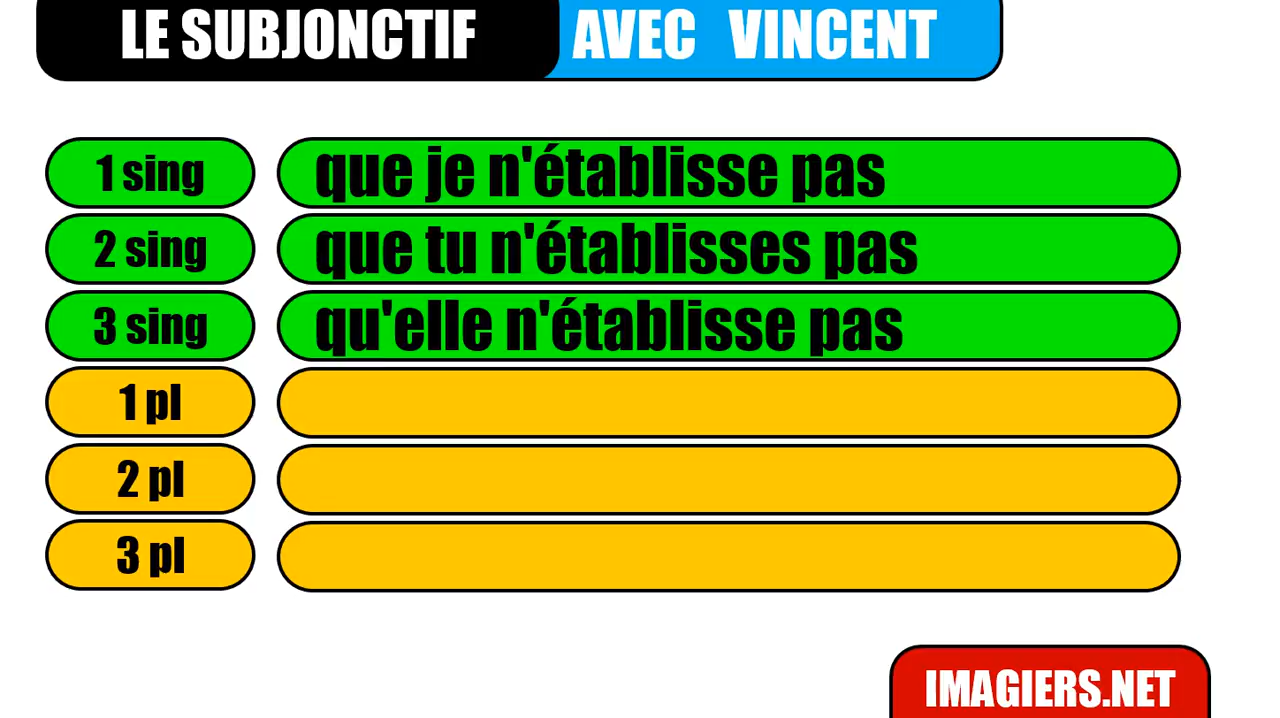 LE SUBJONCTIF AVEC VINCENT
1 sing que je n'établisse pas
2 sing que tu n'établisses pas
3 sing qu'elle n'établisse pas
1 pl
2 pl
3 pl
IMAGIERS.NET